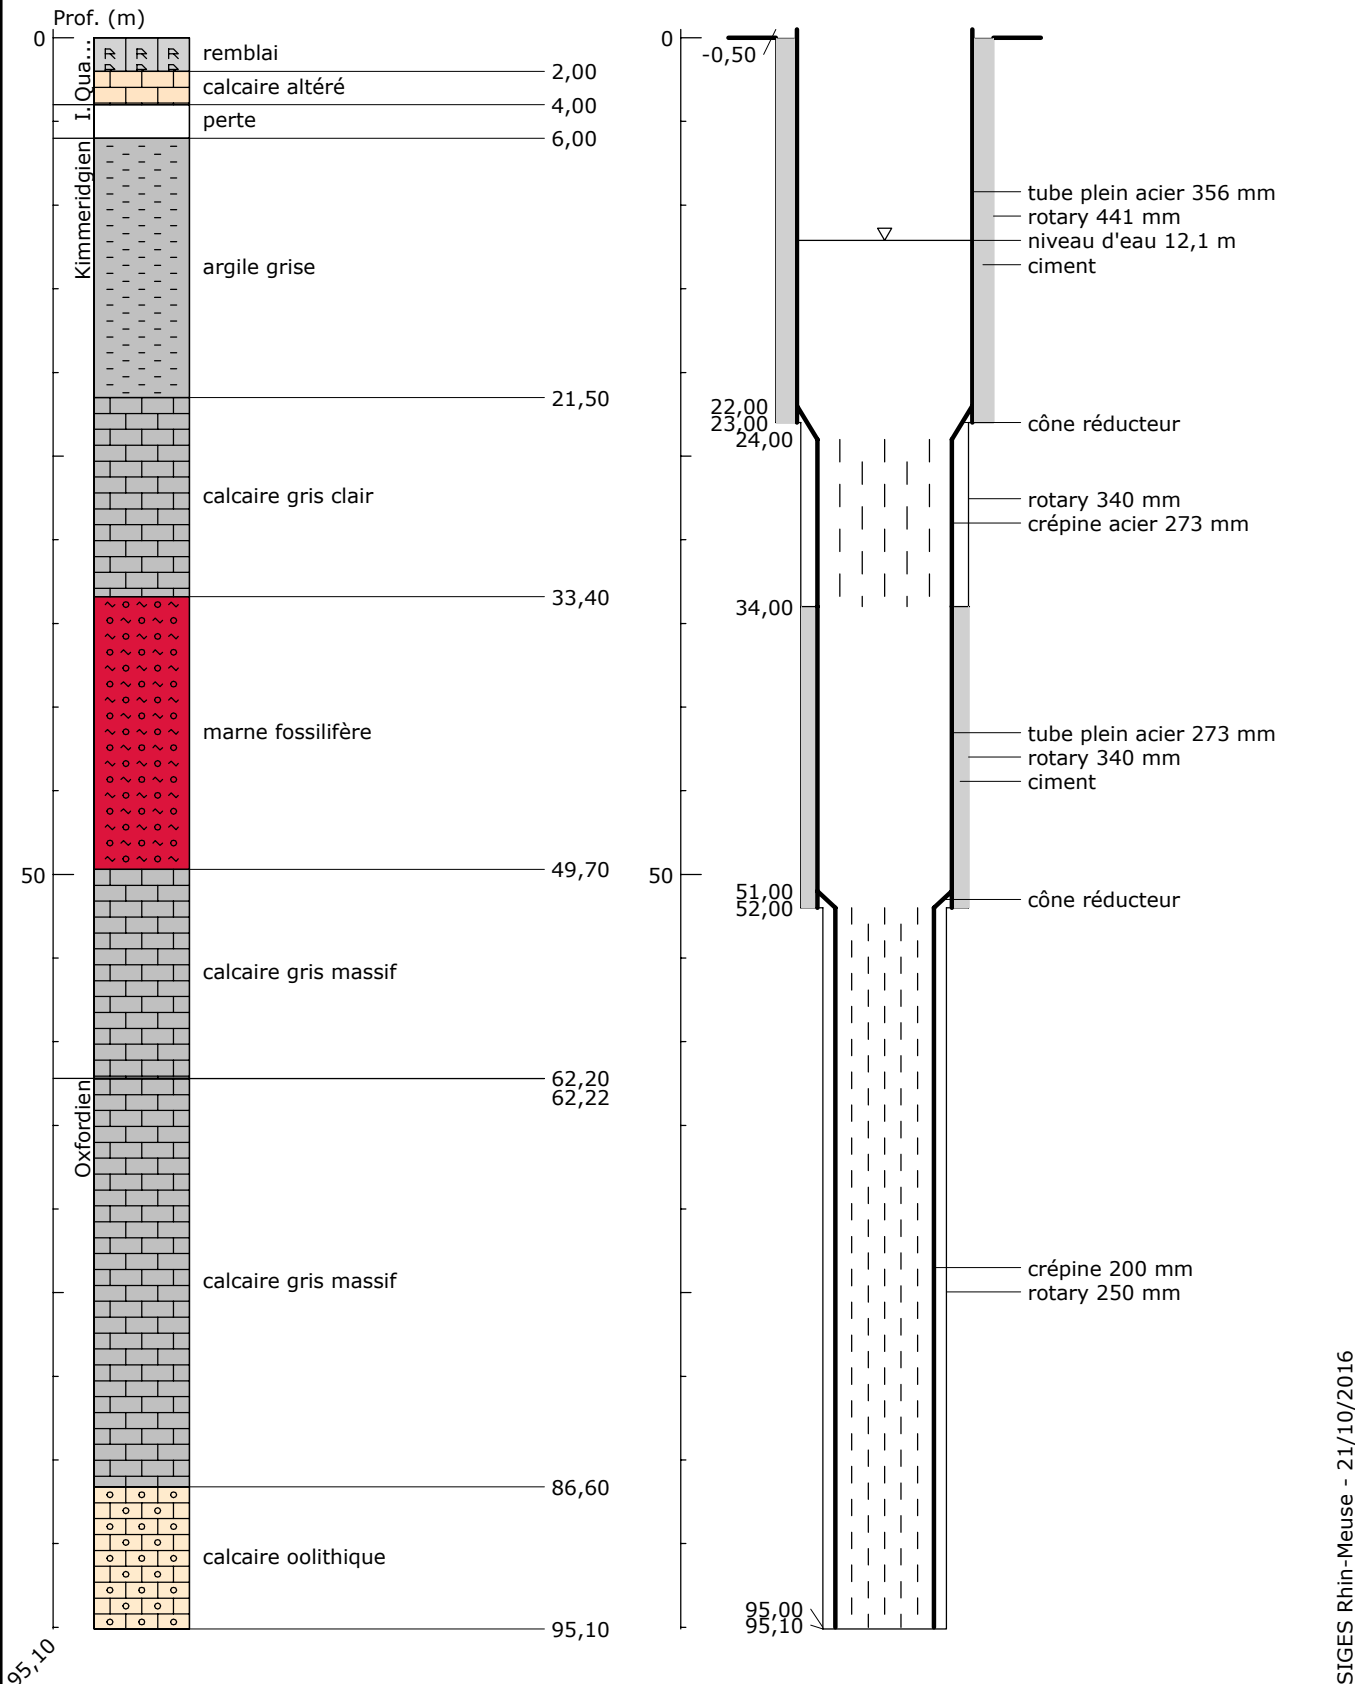 Prof. (m)
0
I. Qua...
remblai
2,00
calcaire altéré
4,00
perte
6,00
Kimmeridgien
argile grise
21,50
calcaire gris clair
33,40
marne fossilifère
50
49,70
calcaire gris massif
62,20
62,22
Oxfordien
calcaire gris massif
86,60
calcaire oolithique
95,10
95,10
0
-0,50
tube plein acier 356 mm
rotary 441 mm
niveau d'eau 12,1 m
ciment
22,00
23,00
24,00
cône réducteur
rotary 340 mm
crépine acier 273 mm
34,00
tube plein acier 273 mm
rotary 340 mm
ciment
50
51,00
52,00
cône réducteur
crépine 200 mm
rotary 250 mm
95,00
95,10
SIGES Rhin-Meuse - 21/10/2016